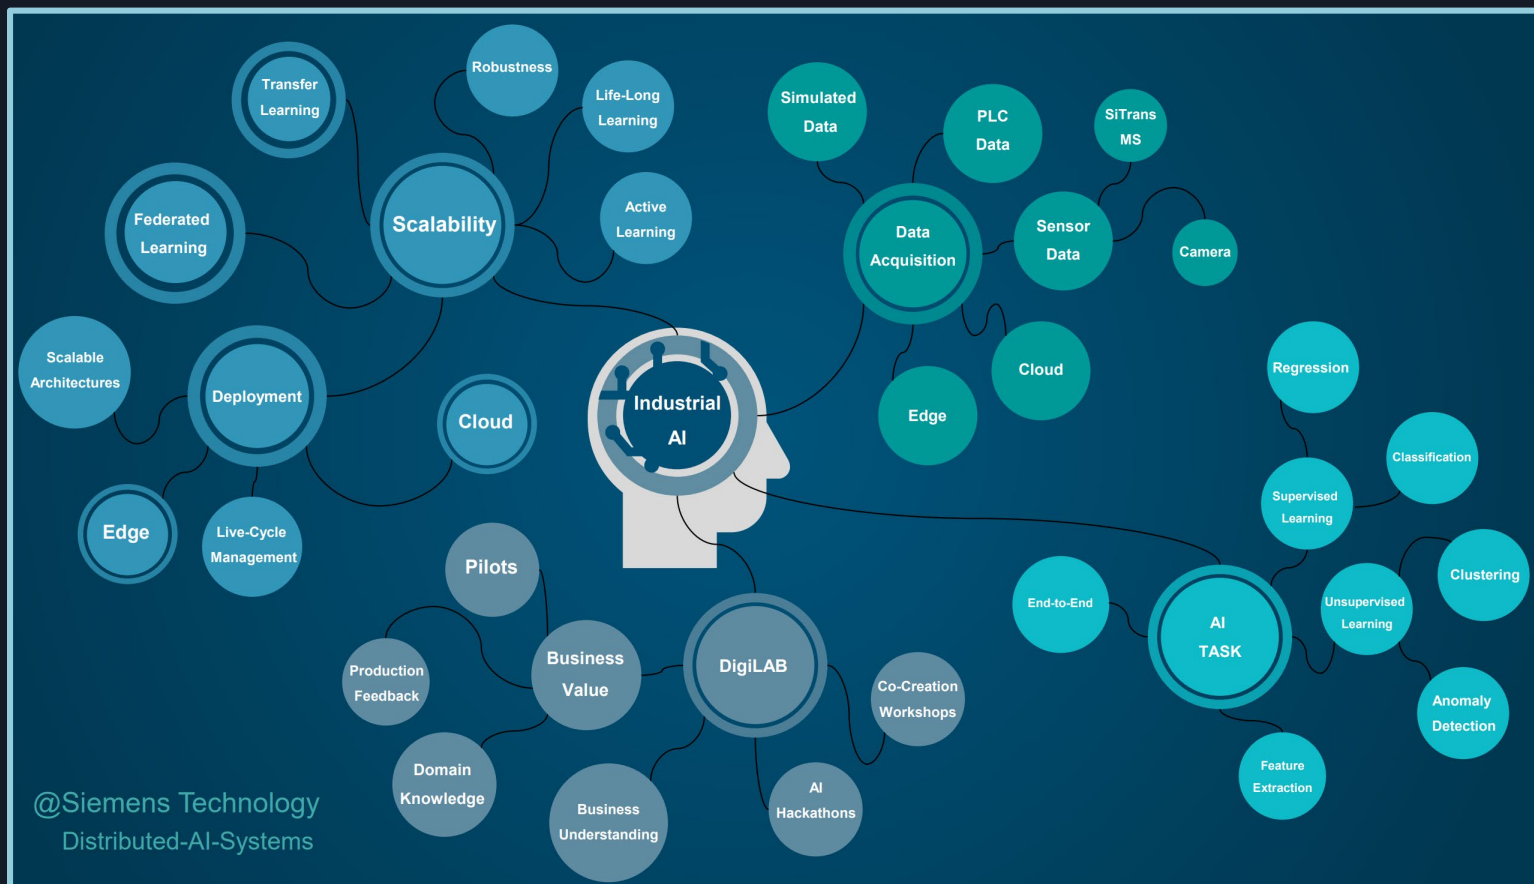 Transfer
Learning
Robustness
Life-Long
Learning
Federated
Learning
Scalability
Active
Learning
Scalable
Architectures
Deployment
Cloud
Edge
Live-Cycle
Management
Simulated
Data
PLC
Data
SiTrans
MS
Data
Acquisition
Sensor
Data
Camera
Cloud
Edge
Industrial
AI
Regression
Classification
Supervised
Learning
Clustering
Unsupervised
Learning
End-to-End
AI
TASK
Anomaly
Detection
Feature
Extraction
Pilots
Production
Feedback
Business
Value
DigiLAB
Co-Creation
Workshops
Domain
Knowledge
Business
Understanding
AI
Hackathons
@Siemens Technology
Distributed-AI-Systems